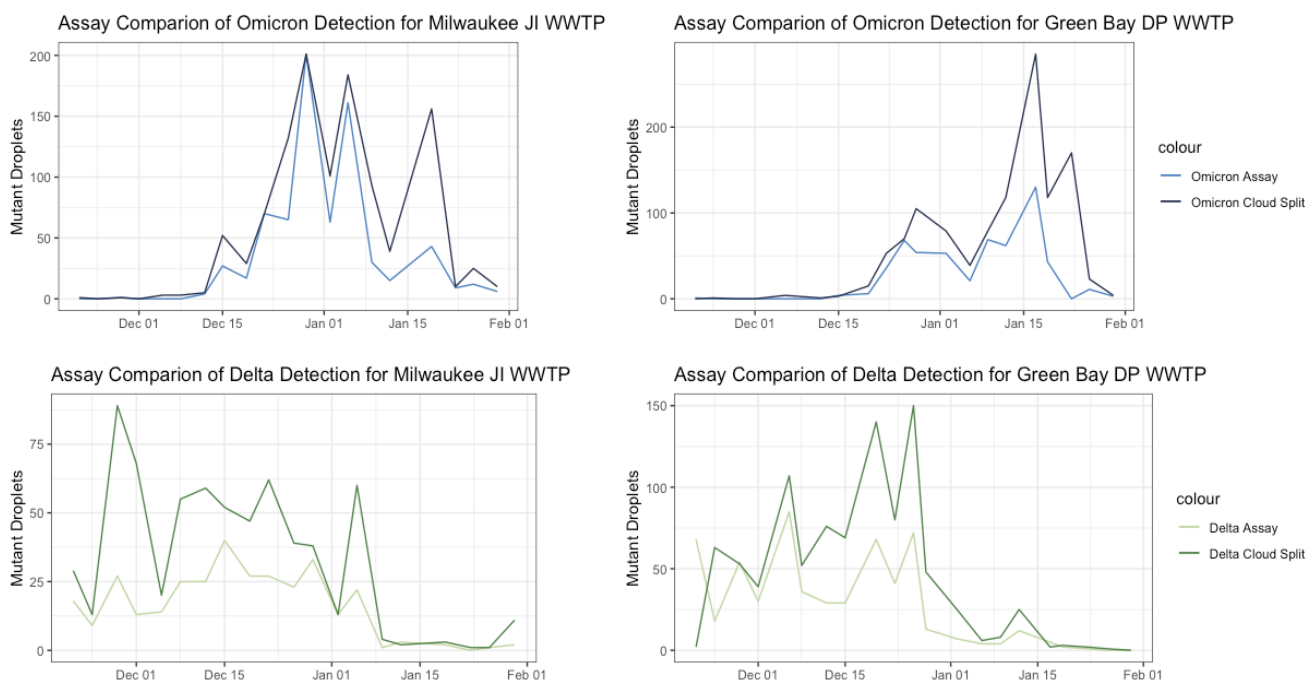 Assay Comparion of Omicron Detection for Milwaukee JI WWTP
Mutant Droplets
200
150
100
50
0
Dec 01 Dec 15 Jan 01 Jan 15 Feb 01
Assay Comparion of Omicron Detection for Green Bay DP WWTP
Mutant Droplets
200
100
0
Dec 01 Dec 15 Jan 01 Jan 15 Feb 01
colour
Omicron Assay
Omicron Cloud Split
Assay Comparion of Delta Detection for Milwaukee JI WWTP
Mutant Droplets
75
50
25
0
Dec 01 Dec 15 Jan 01 Jan 15 Feb 01
Assay Comparion of Delta Detection for Green Bay DP WWTP
Mutant Droplets
150
100
50
0
Dec 01 Dec 15 Jan 01 Jan 15 Feb 01
colour
Delta Assay
Delta Cloud Split